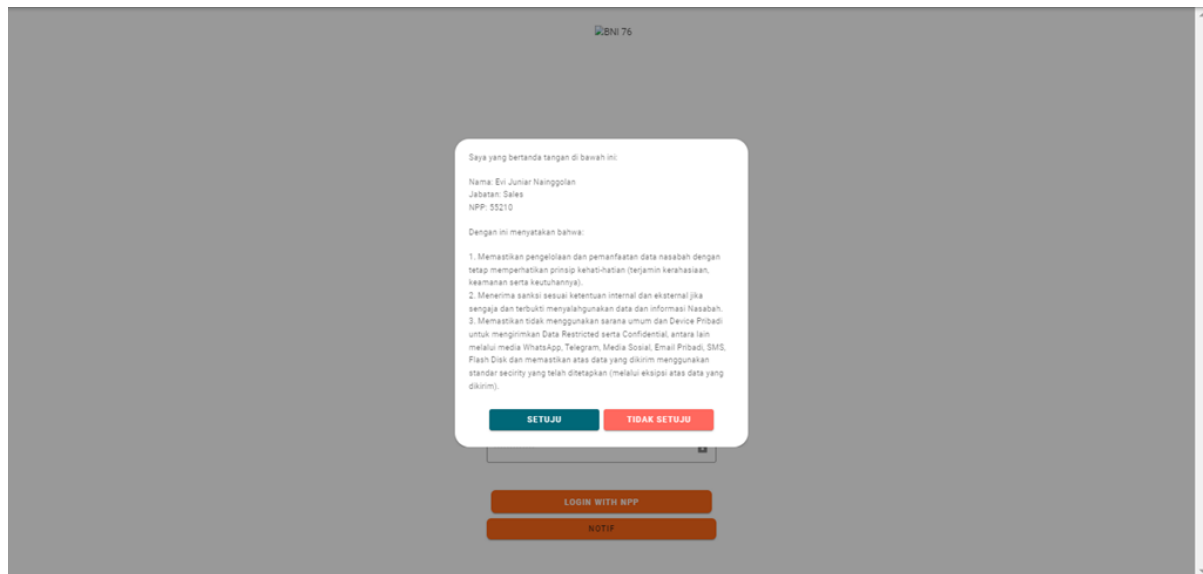 BNI 76
Saya yang bertanda tangan di bawah ini:
Nama: Evi Juniar Nainggolan
Jabatan: Sales
NPP: 55210
Dengan ini menyatakan bahwa:
1. Memastikan pengelolaan dan pemanfaatan data nasabah dengan
tetap memperhatikan prinsip kehati-hatian (terjamin kerahasiaan,
keamanan serta keutuhannya).
2. Menerima sanksi sesuai ketentuan internal dan eksternal jika
sengaja dan terbukti menyalahgunakan data dan informasi Nasabah.
3. Memastikan tidak menggunakan sarana umum dan Device Pribadi
untuk mengirimkan Data Restricted serta Confidential, antara lain
melalui media WhatsApp, Telegram, Media Sosial, Email Pribadi, SMS,
Flash Disk dan memastikan atas data yang dikirim menggunakan
standar secirity yang telah ditetapkan (melalui eksipsi atas data yang
dikirim).
SETUJU TIDAK SETUJU
LOGIN WITH NPP
NOTIF